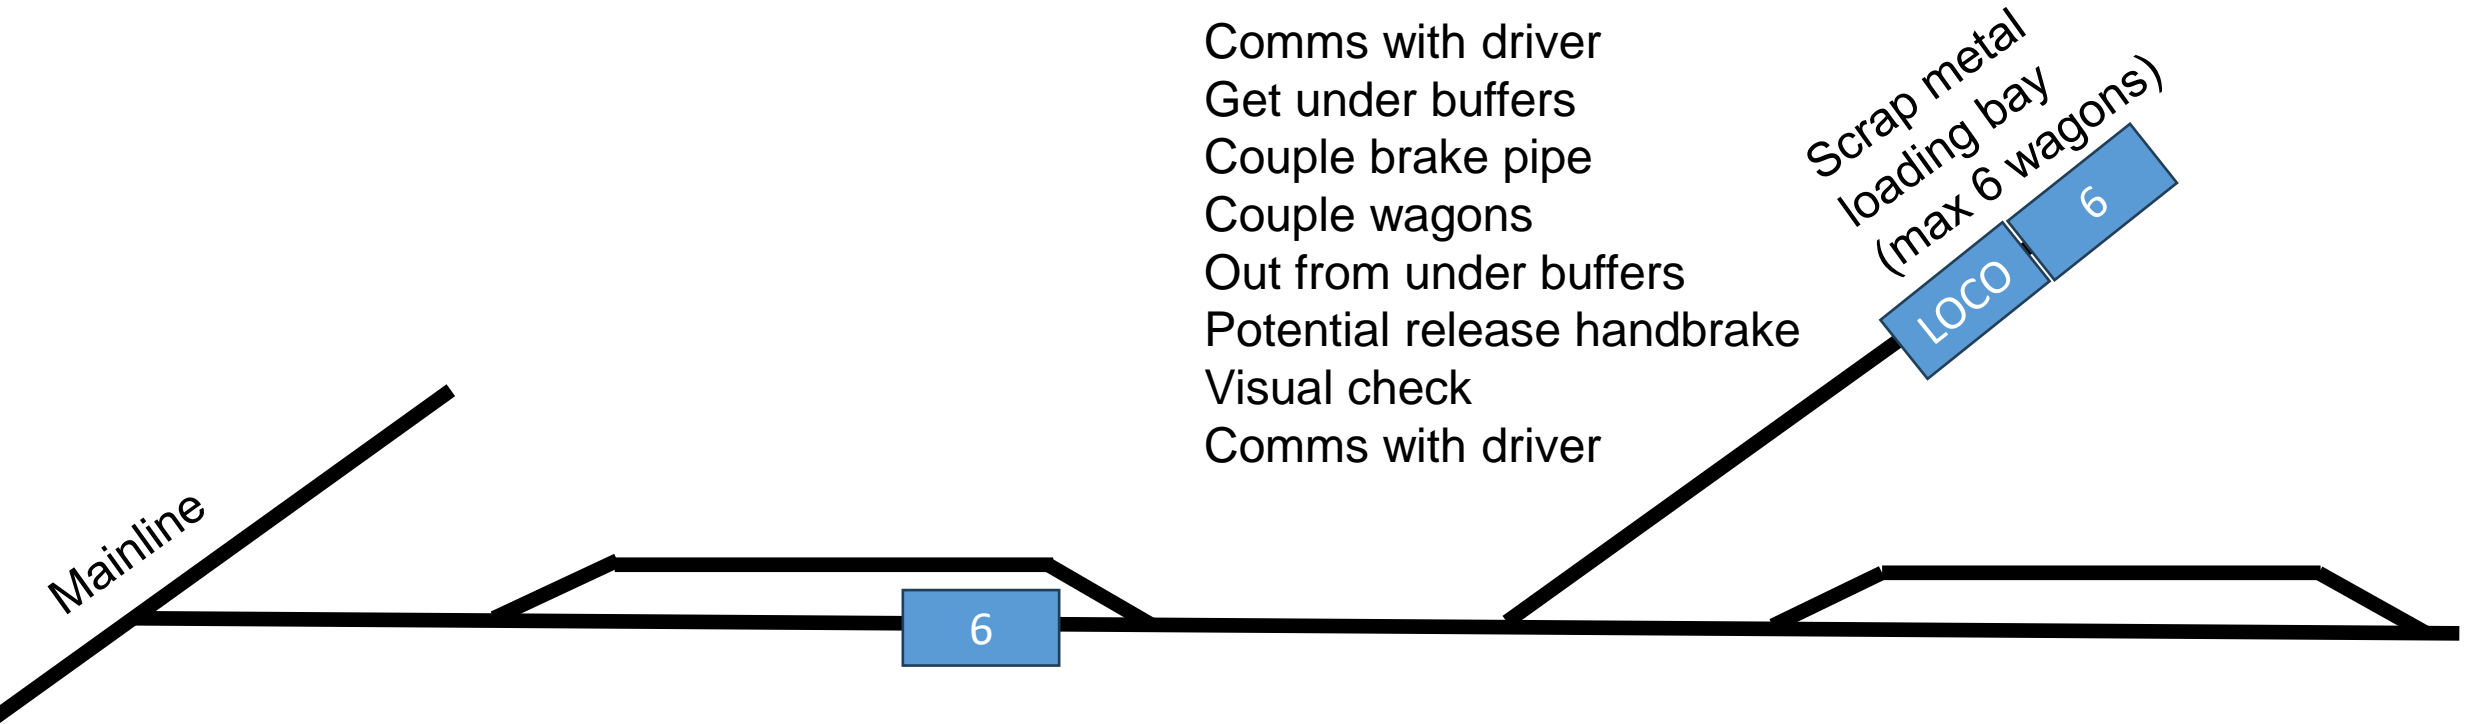 Comms with driver
Get under buffers
Couple brake pipe
Couple wagons
Out from under buffers
Potential release handbrake
Visual check
Comms with driver
Scrap metal
loading bay
(max 6 wagons)
6
LOCO
Mainline
6